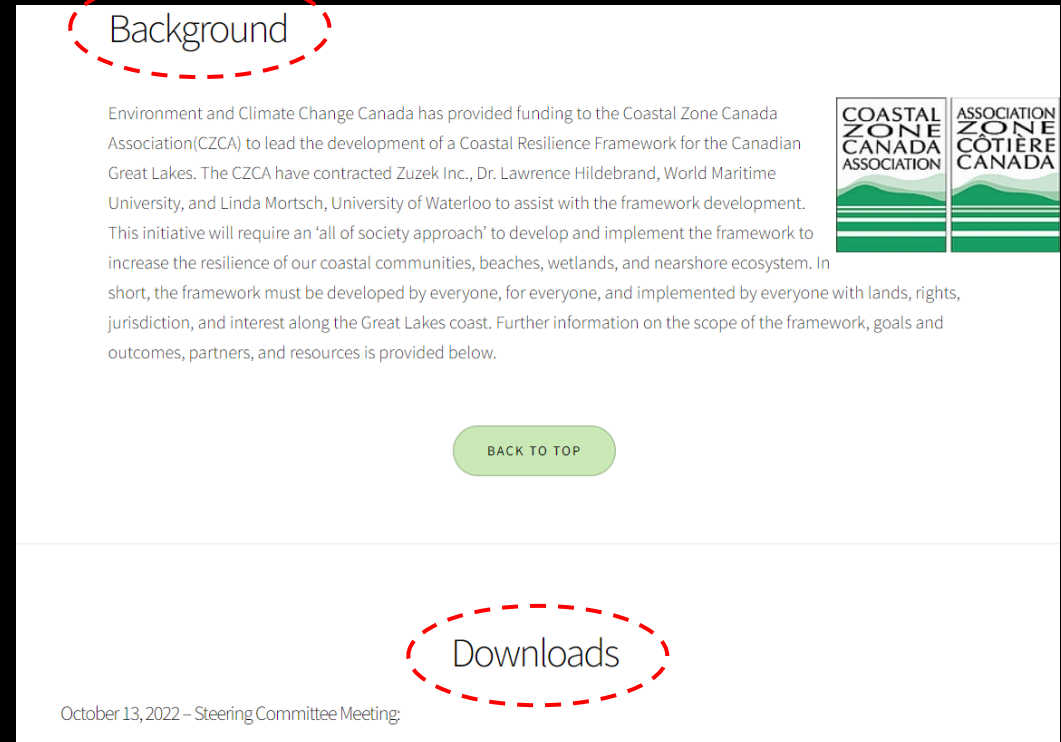 Background
Environment and Climate Change Canada has provided funding to the Coastal Zone Canada
Association(CZCA) to lead the development of a Coastal Resilience Framework for the Canadian
Great Lakes. The CZCA have contracted Zuzek Inc., Dr. Lawrence Hildebrand, World Maritime
University, and Linda Mortsch, University of Waterloo to assist with the framework development.
This initiative will require an ‘all of society approach’ to develop and implement the framework to
increase the resilience of our coastal communities, beaches, wetlands, and nearshore ecosystem. In
short, the framework must be developed by everyone, for everyone, and implemented by everyone with lands, rights,
jurisdiction, and interest along the Great Lakes coast. Further information on the scope of the framework, goals and
outcomes, partners, and resources is provided below.
COASTAL
ZONE
CANADA
ASSOCIATION
ASSOCIATION
ZONE
CÔTIÈRE
CANADA
BACK TO TOP
Downloads
October 13, 2022 – Steering Committee Meeting: